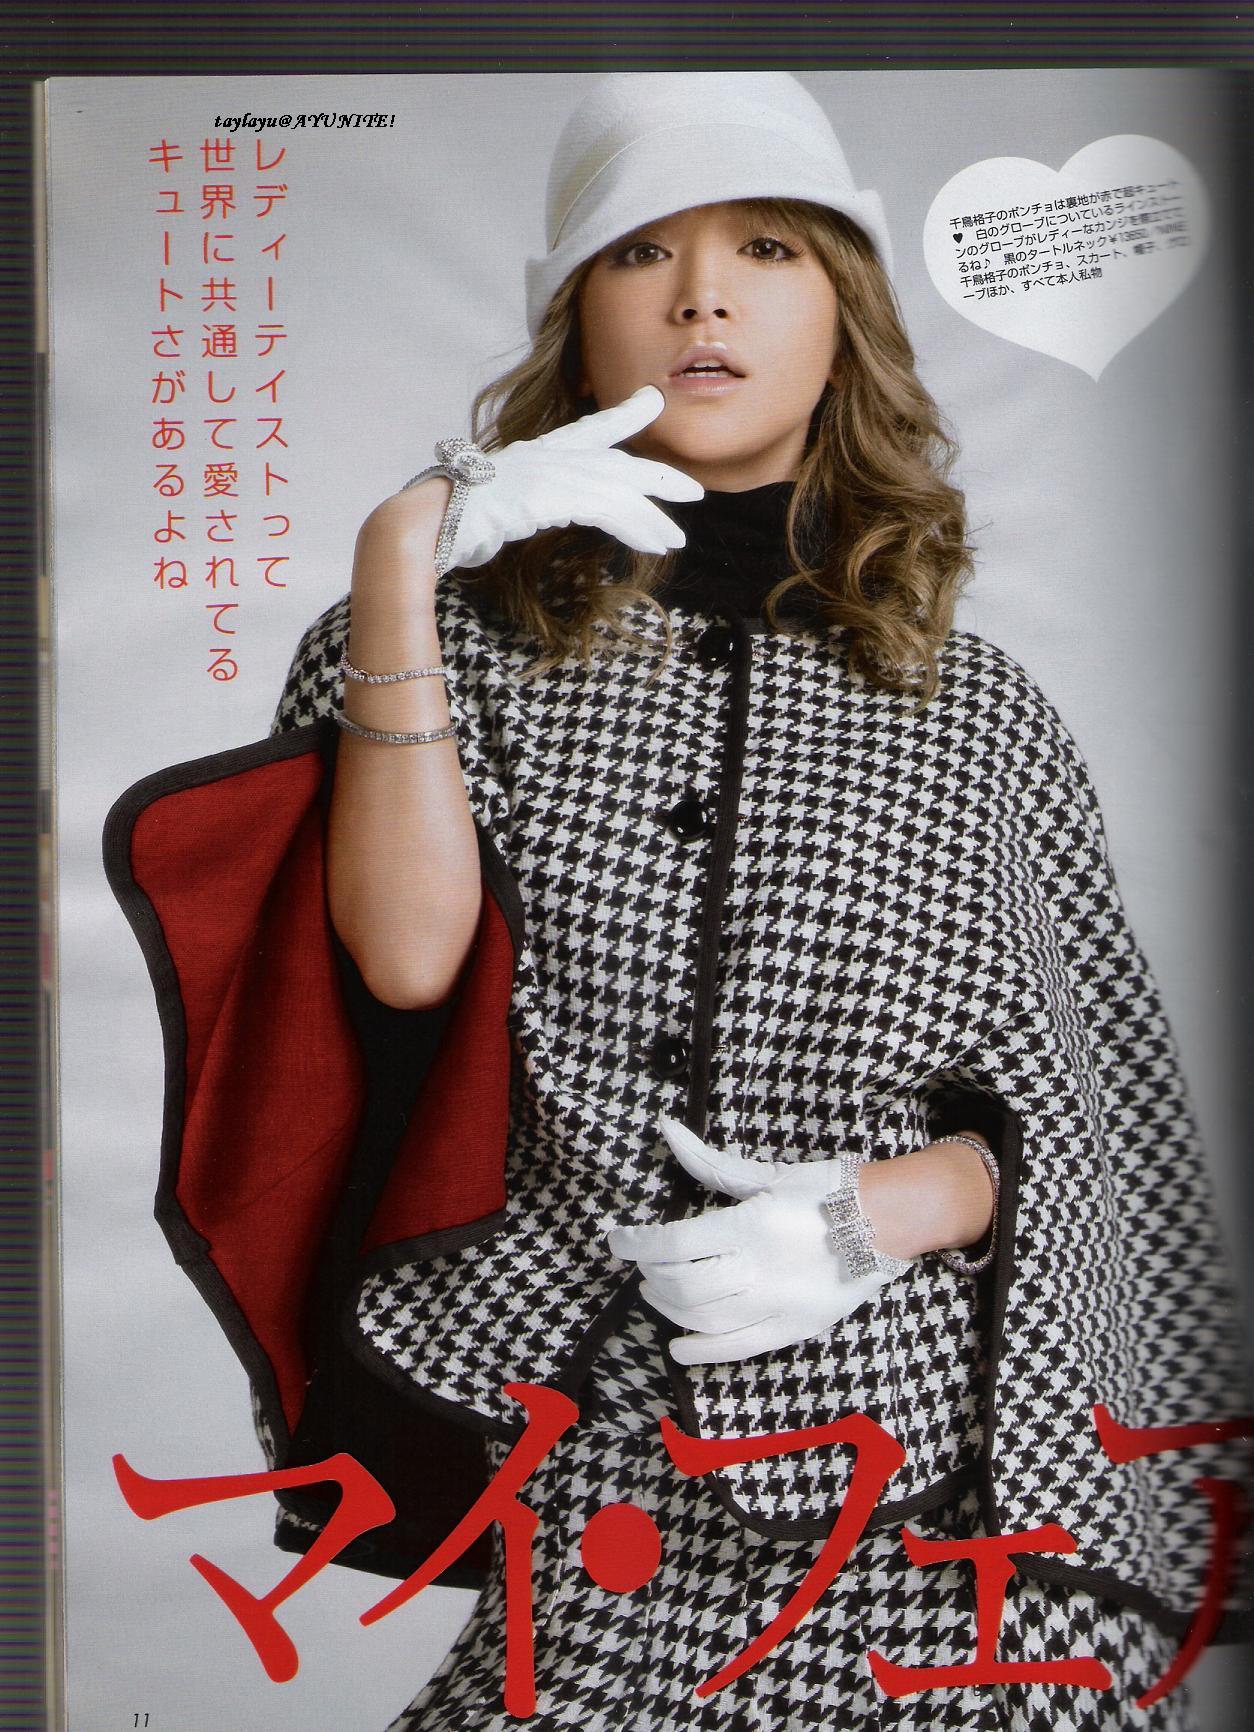 taylayu@AYUNITE!
レディーテイストって
世界に共通して愛されてる
キュートさがあるよね
千鳥格子のポンチョは裏地が赤で超キュート
♥ 白のグローブについているラインストー
ンのグローブがレディーなカンジを際立てて
るね♪ 黒のタートルネック¥13650/NINE
千鳥格子のポンチョ、スカート、帽子、グロ
ーブほか、すべて本人私物
マイ・フェア
11